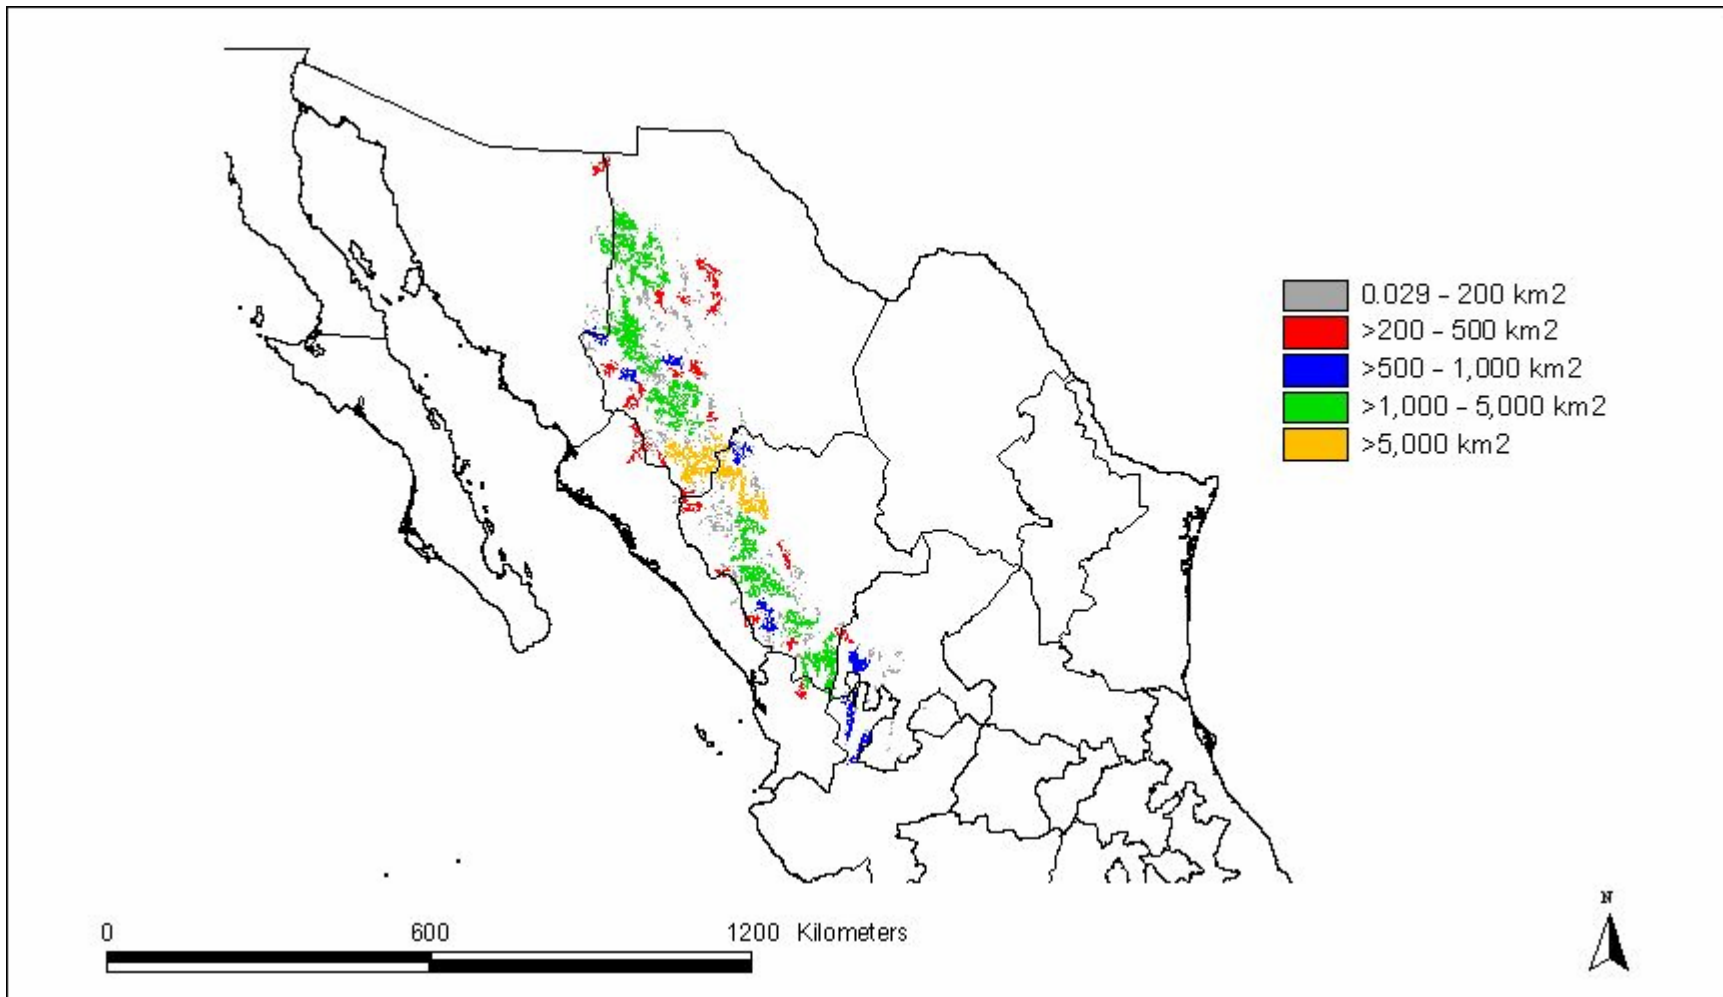 0.029 - 200 km2
>200 - 500 km2
>500 - 1,000 km2
>1,000 - 5,000 km2
>5,000 km2
N
0 600 1200 Kilometers